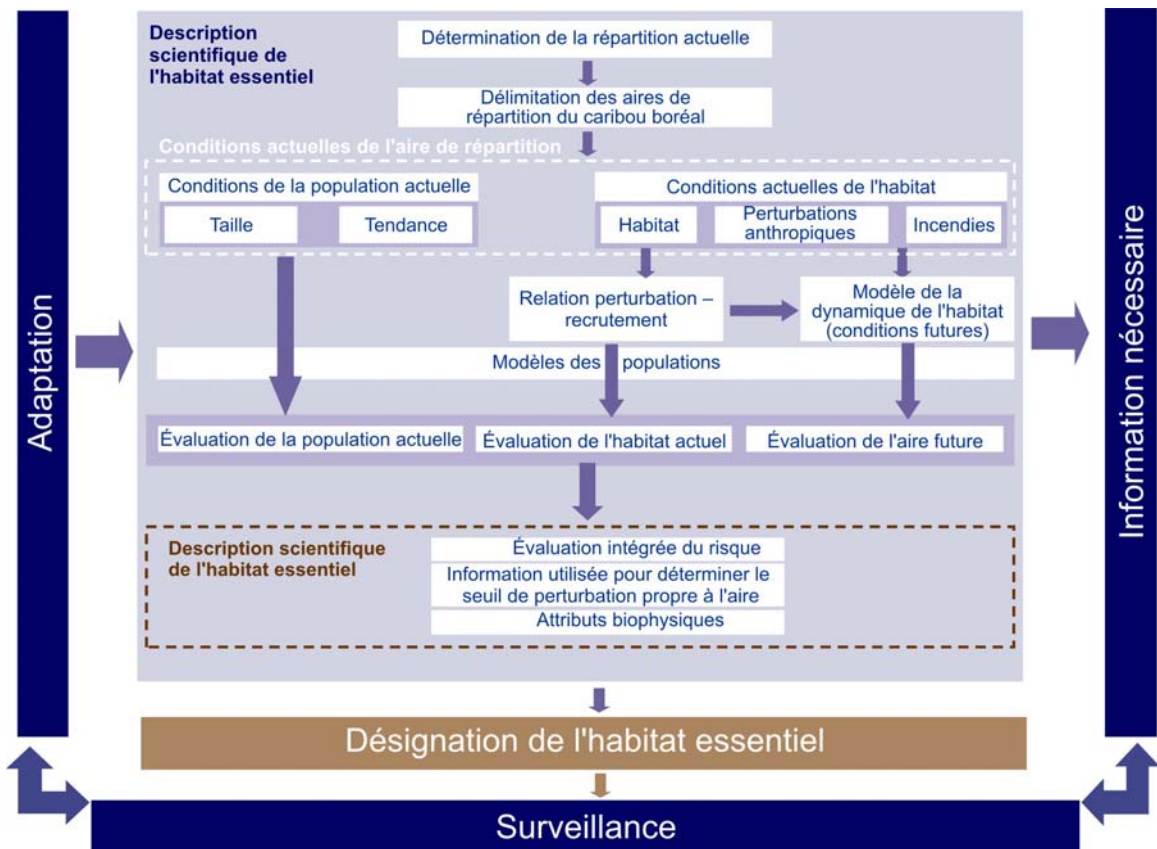 Description
scientifique de
l'habitat essentiel
Détermination de la répartition actuelle
Délimitation des aires de
répartition du caribou boréal
Conditions actuelles de l'aire de répartition
Conditions de la population actuelle
Taille
Tendance
Conditions actuelles de l'habitat
Habitat
Perturbations
anthropiques
Incendies
Relation perturbation –
recrutement
Modèle de la
dynamique de l'habitat
(conditions futures)
Modèles des populations
Évaluation de la population actuelle
Évaluation de l'habitat actuel
Évaluation de l'aire future
Description scientifique
de l'habitat essentiel
Évaluation intégrée du risque
Information utilisée pour déterminer le
seuil de perturbation propre à l'aire
Attributs biophysiques
Adaptation
Information nécessaire
Désignation de l'habitat essentiel
Surveillance